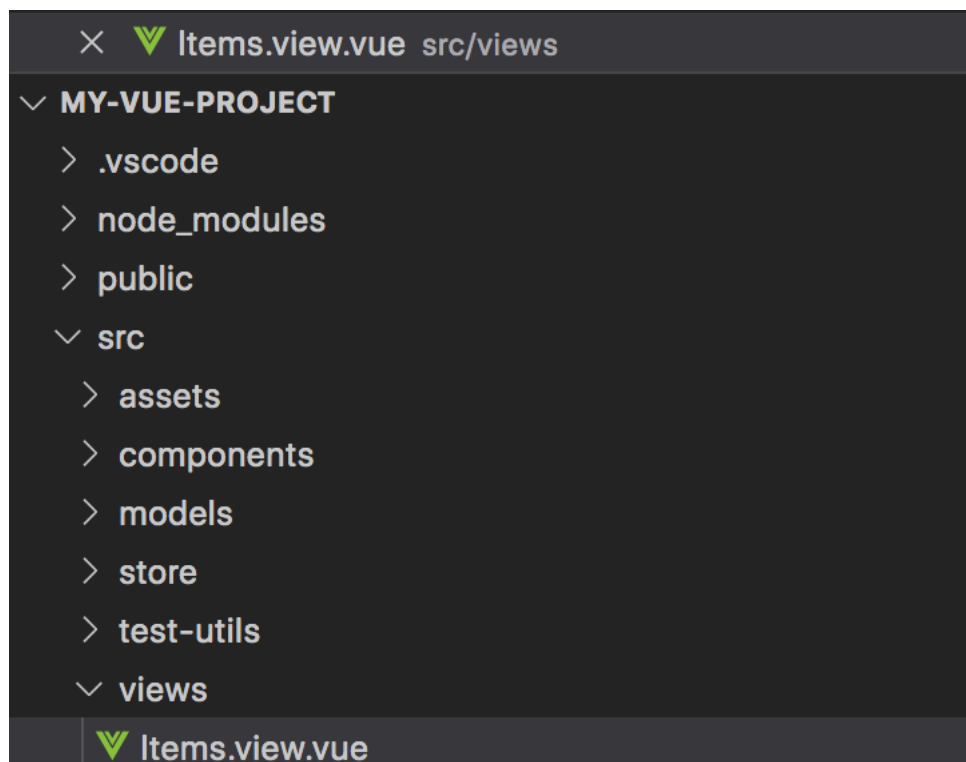 Items.view.vue src/views
MY-VUE-PROJECT
.vscode
node_modules
public
src
assets
components
models
store
test-utils
views
Items.view.vue